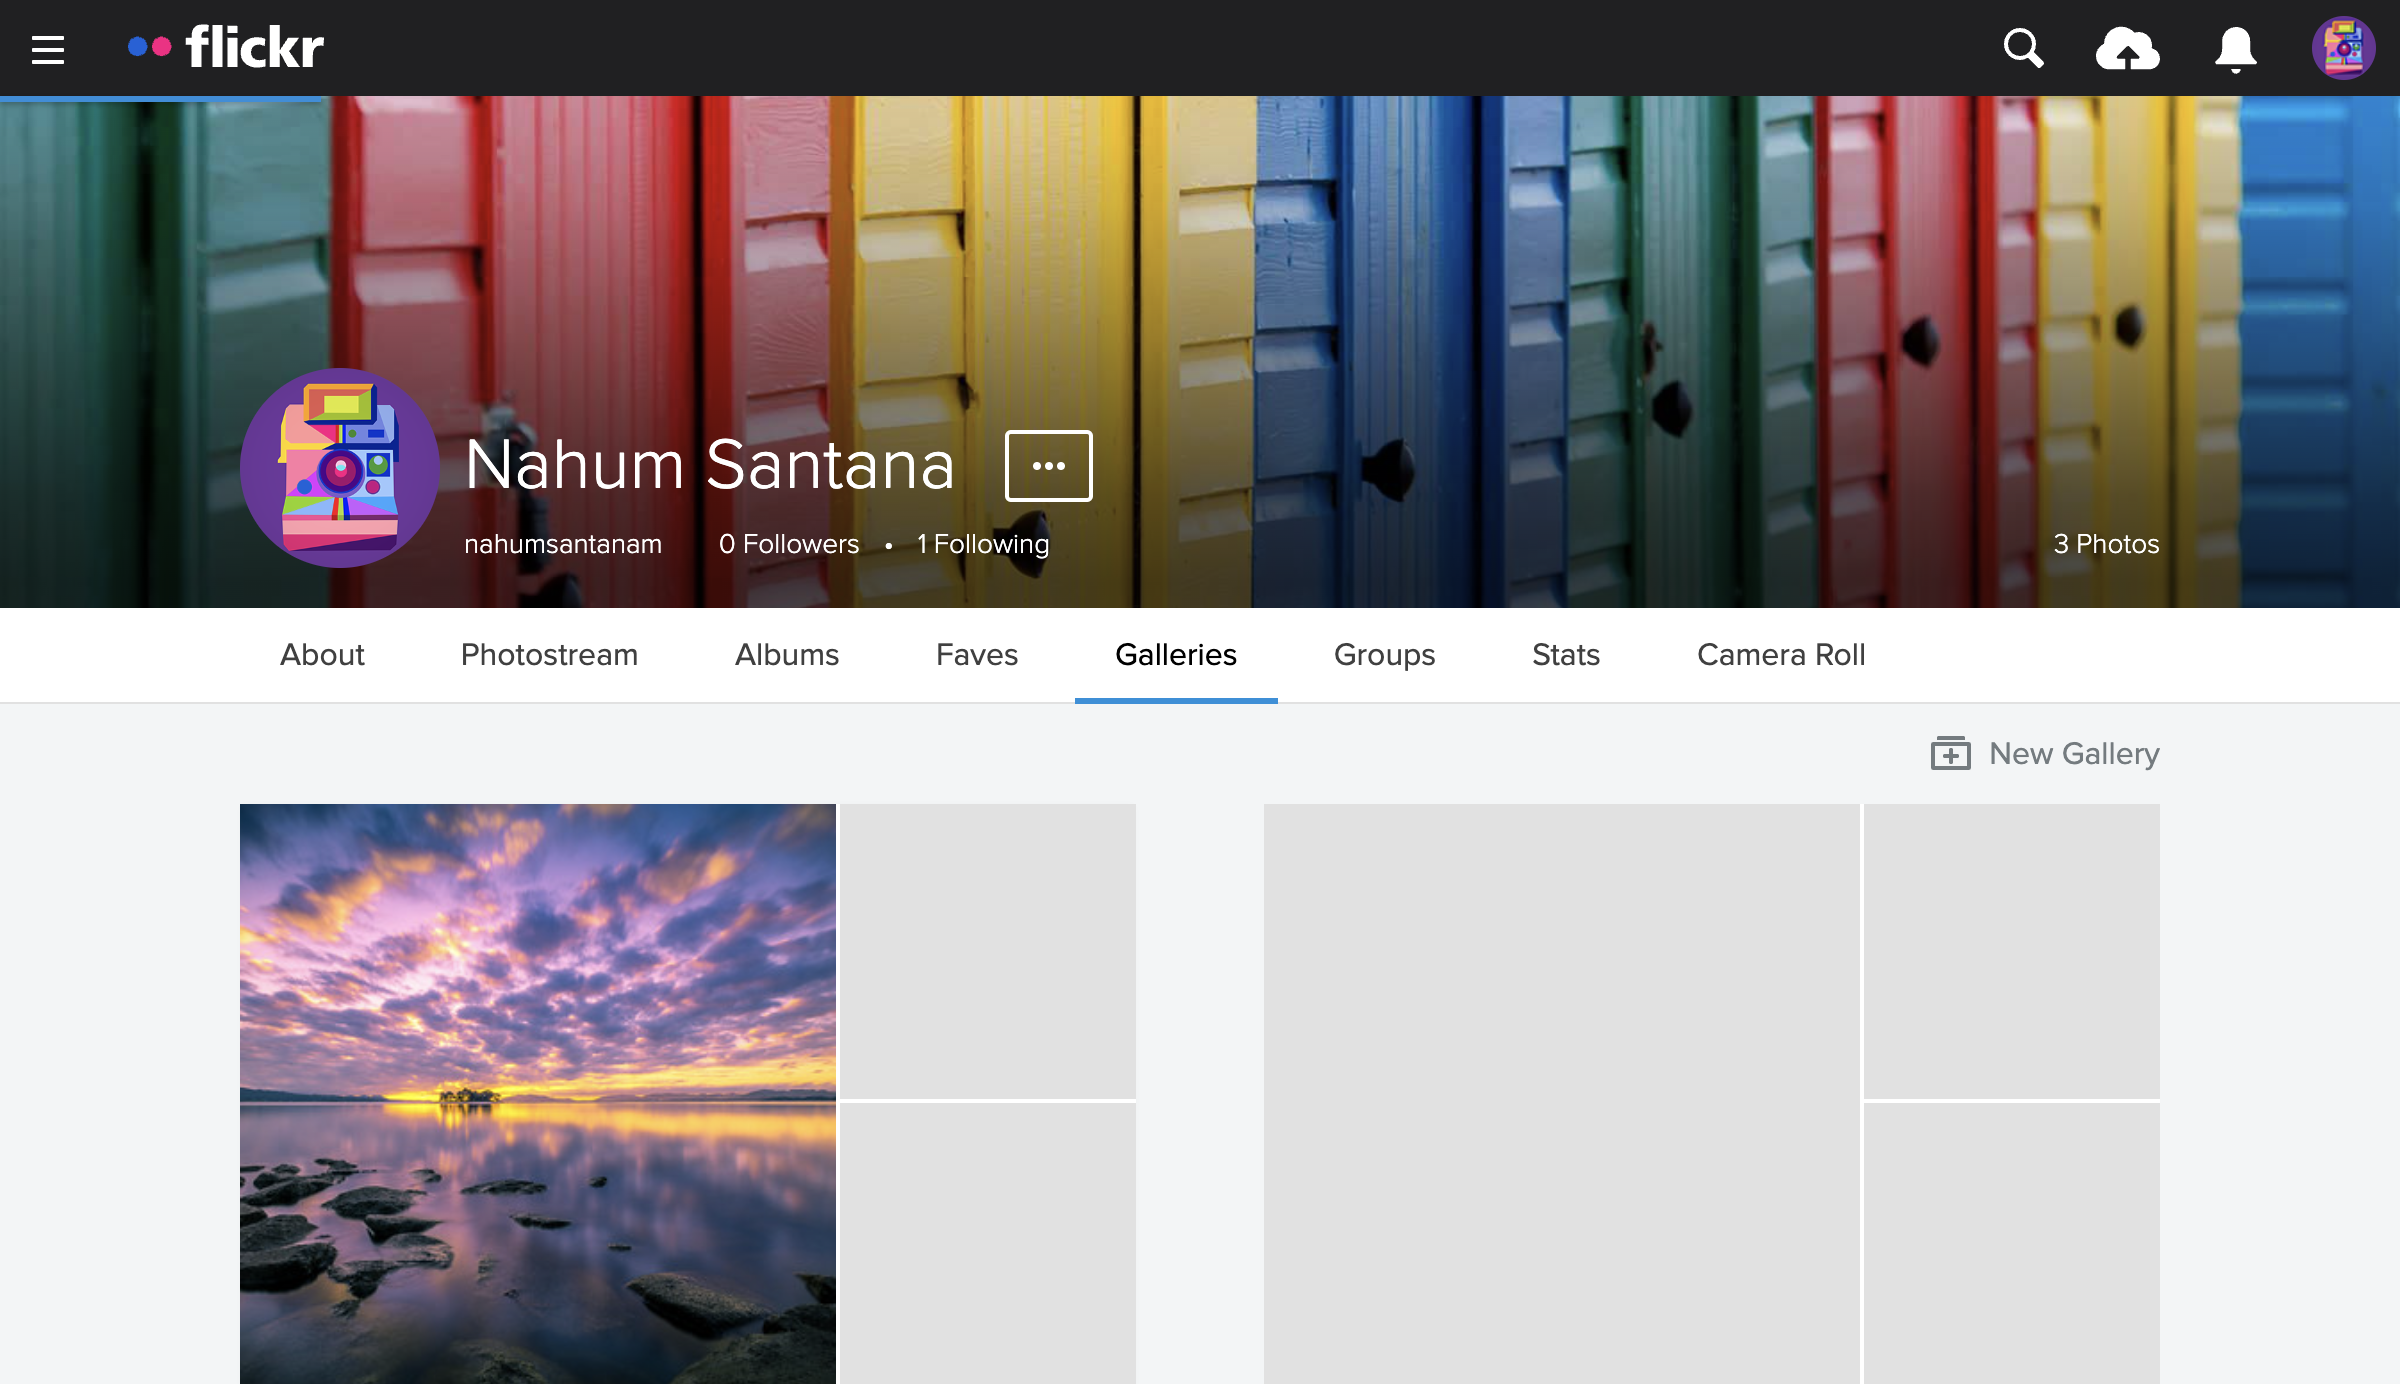 flickr
Nahum Santana
nahumsantanam 0 Followers • 1 Following
3 Photos
About Photostream Albums Faves Galleries Groups Stats Camera Roll
New Gallery